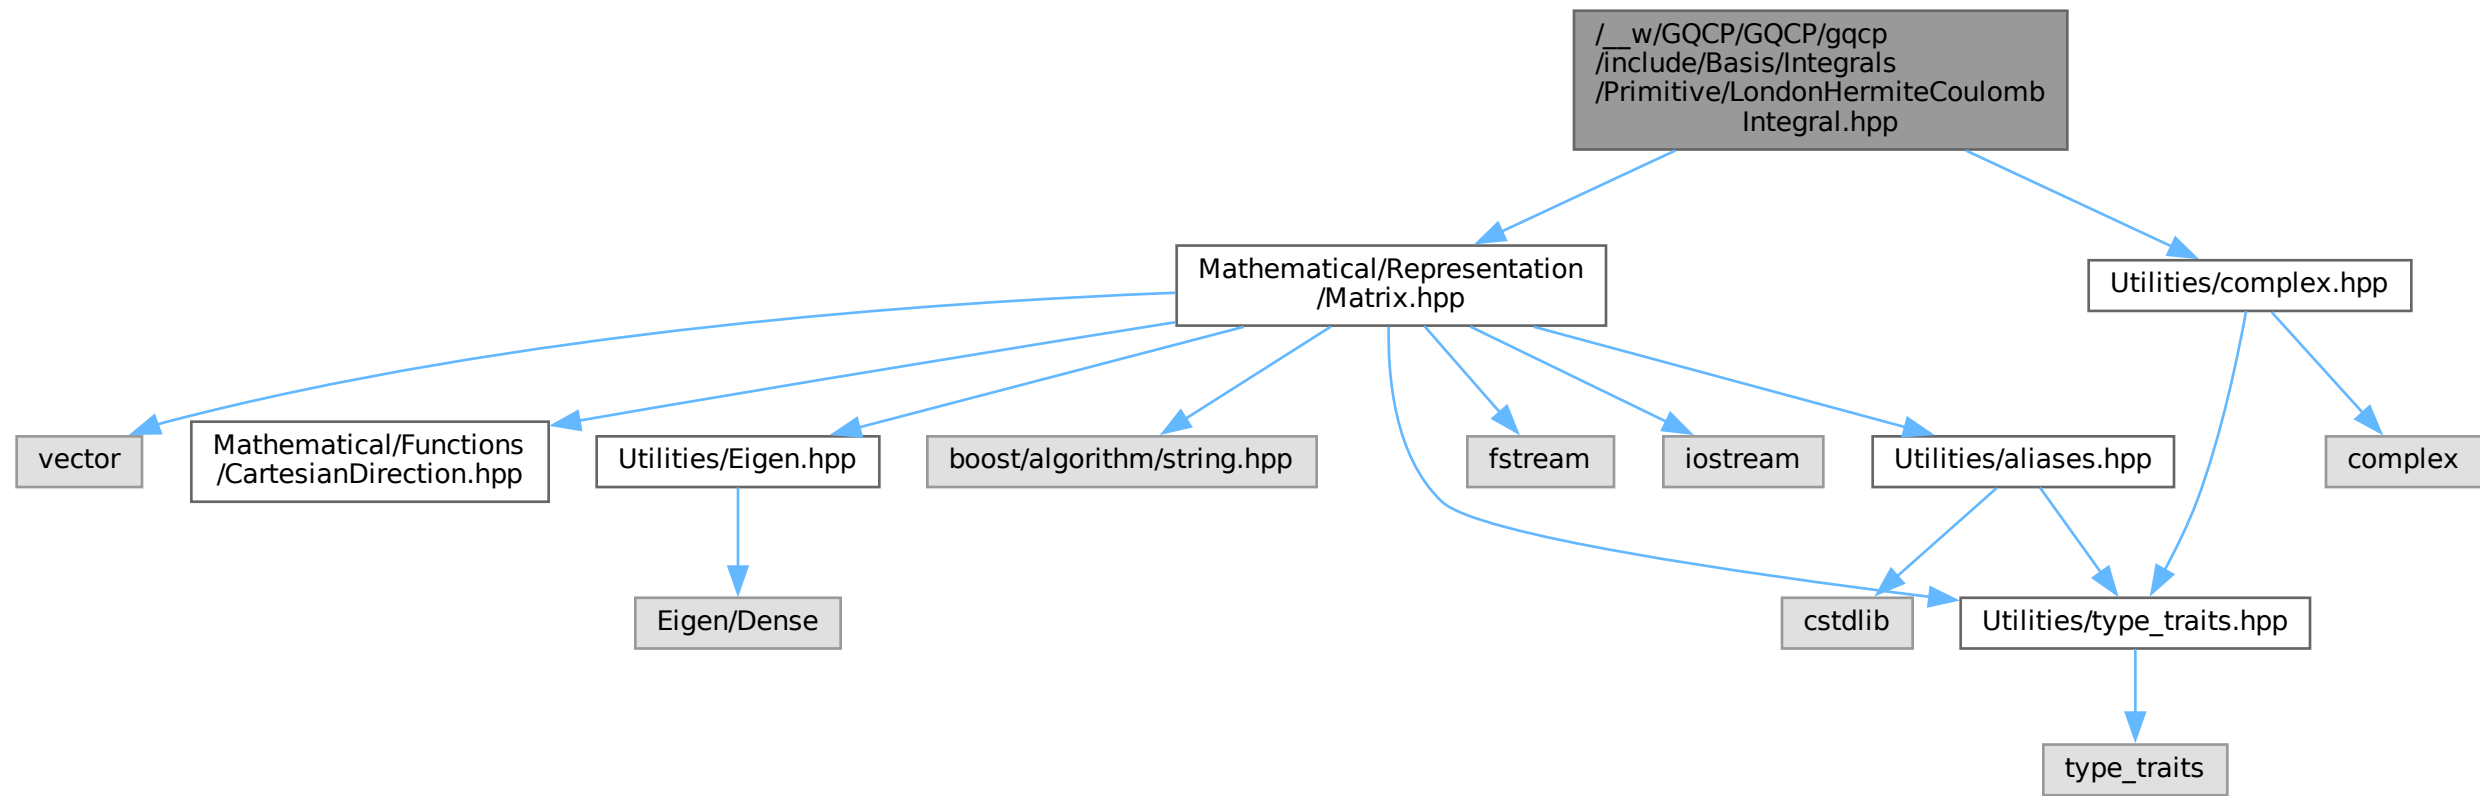 /__w/GQCP/GQCP/gqcp
/include/Basis/Integrals
/Primitive/LondonHermiteCoulomb
Integral.hpp
Mathematical/Representation
/Matrix.hpp
Utilities/complex.hpp
vector
Mathematical/Functions
/CartesianDirection.hpp
Utilities/Eigen.hpp
boost/algorithm/string.hpp
fstream
iostream
Utilities/aliases.hpp
complex
Eigen/Dense
cstdlib
Utilities/type_traits.hpp
type_traits